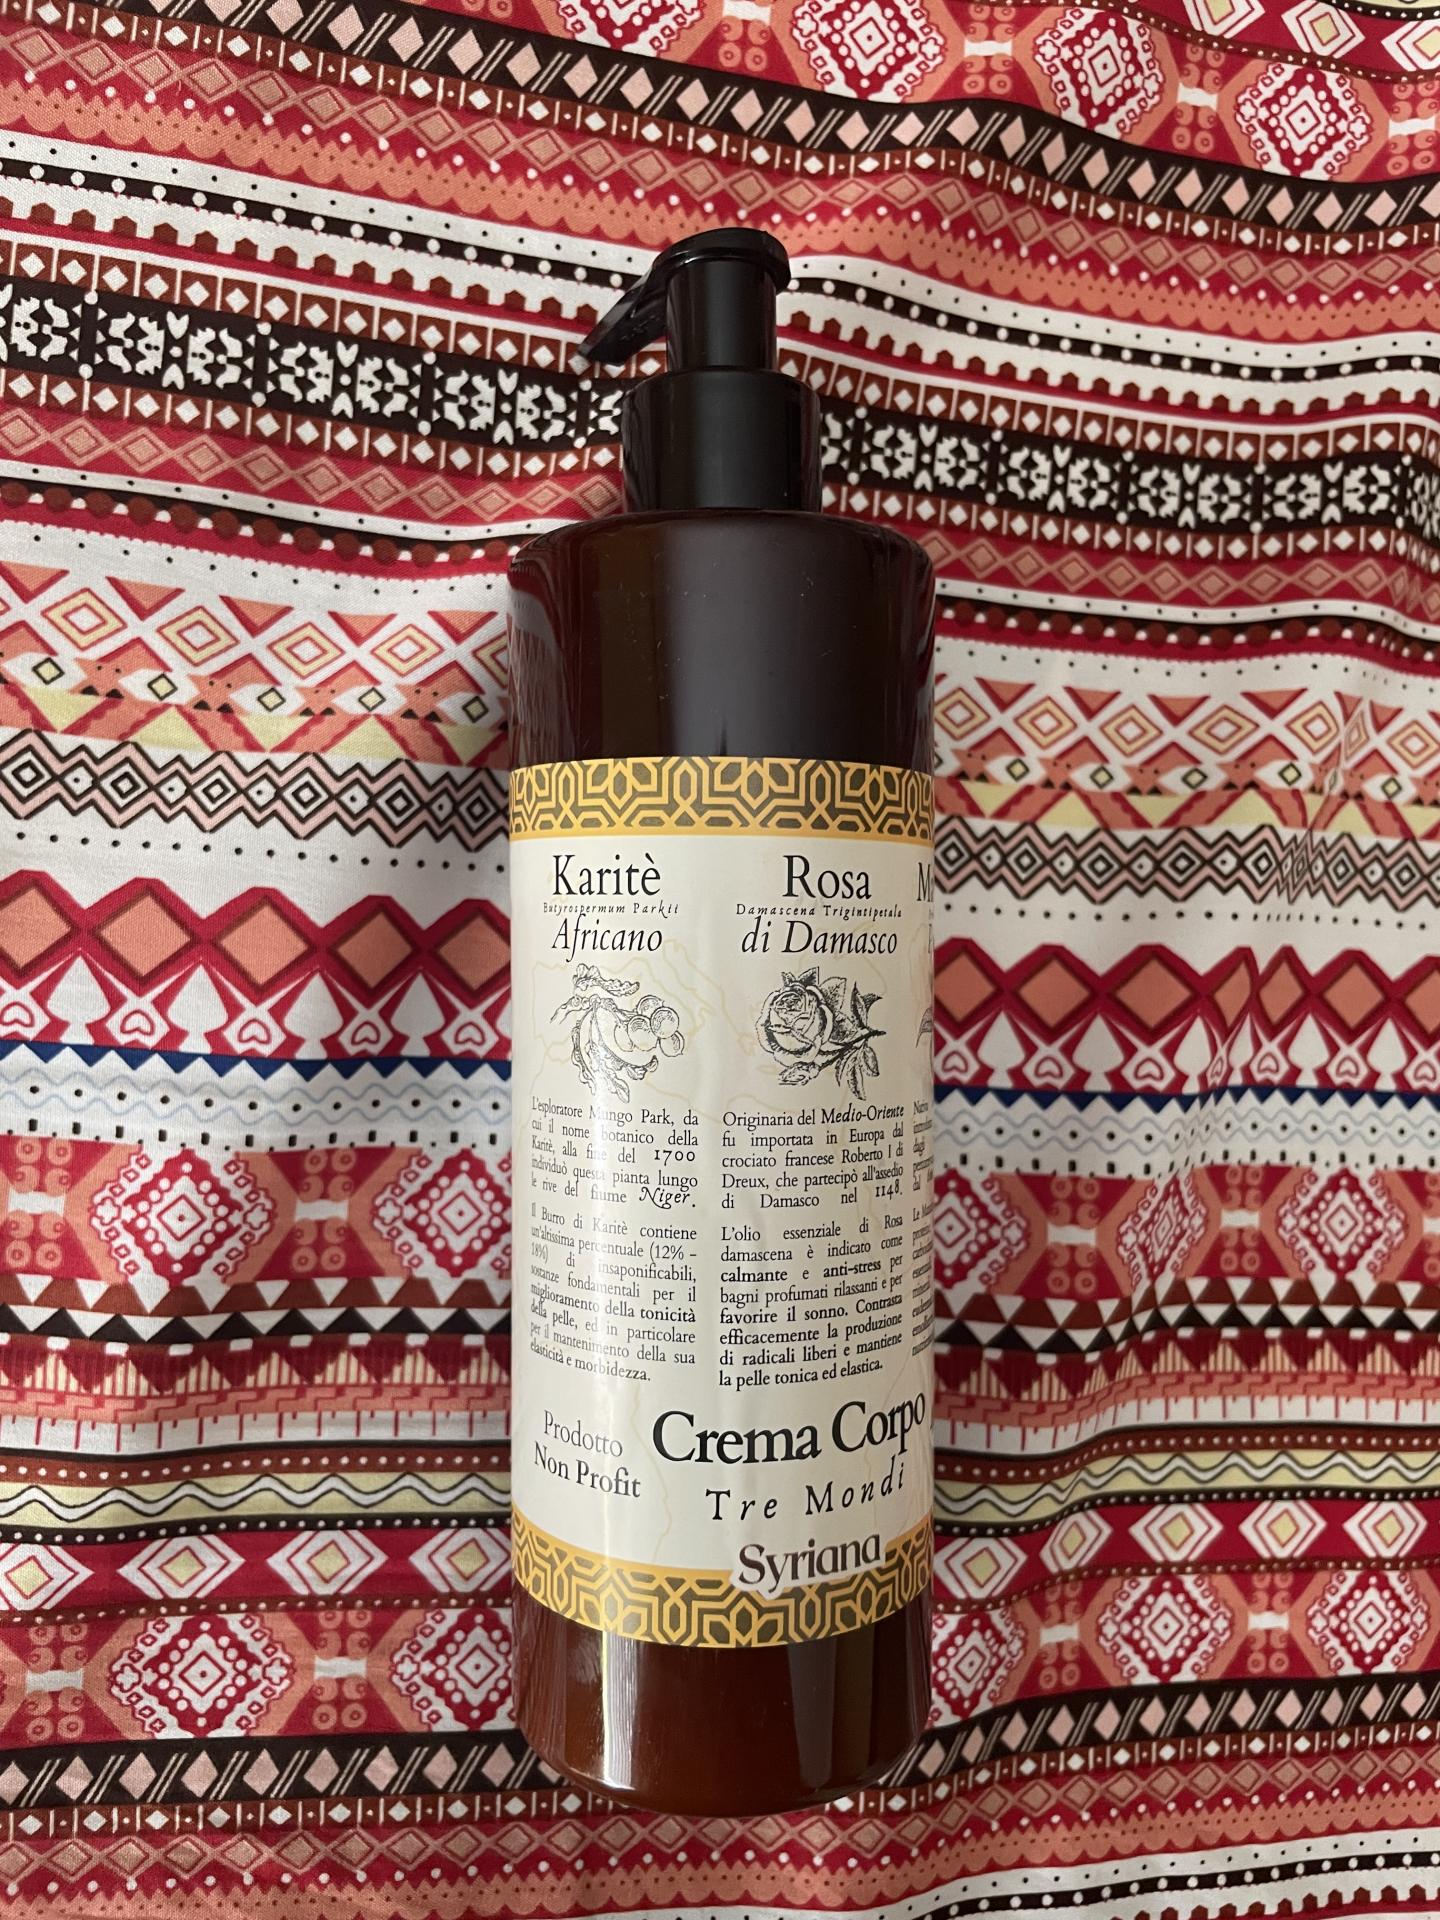 Karitè
Butyrospermum Parkii
Africano
L'esploratore Mungo Park, da
cui il nome botanico della
Karitè, alla fine del 1700
individuò questa pianta lungo
le rive del fiume Niger.
Il Burro di Karitè contiene
un'altissima percentuale (12% –
18%) di insaponificabili,
sostanze fondamentali per il
miglioramento della tonicità
della pelle, ed in particolare
per il mantenimento della sua
elasticità e morbidezza.
Rosa
Damascena Trigintipetala
di Damasco
Originaria del Medio-Oriente
fu importata in Europa dal
crociato francese Roberto I di
Dreux, che partecipò all'assedio
di Damasco nel 1148.
L'olio essenziale di Rosa
damascena è indicato come
calmante e anti-stress per
bagni profumati rilassanti e per
favorire il sonno. Contrasta
efficacemente la produzione
di radicali liberi e mantiene
la pelle tonica ed elastica.
Prodotto
Non Profit
Crema Corpo
Tre Mondi
Syriana